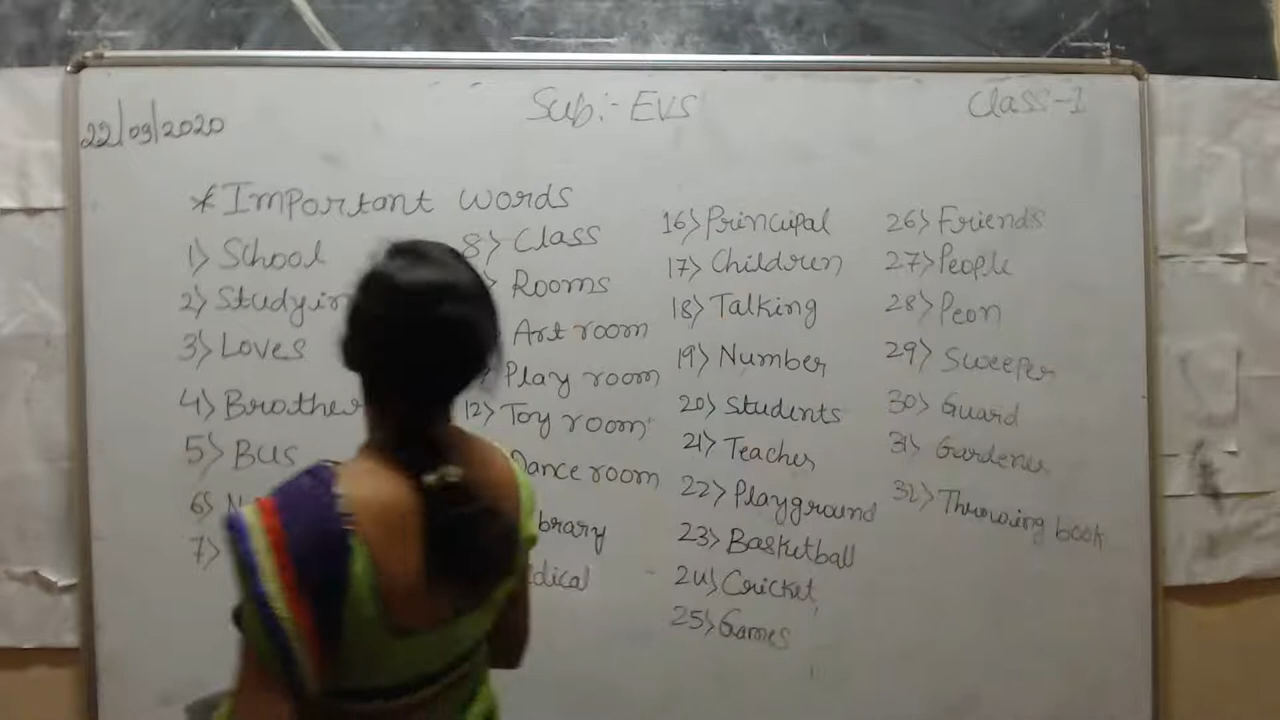 22/09/2020
Sub:- EVS
Class-1
*Important words
1) School
2) Studyin
3) Loves
4) Brother
5) Bus
6) N
7)
8) Class
Rooms
Art room
Play room
12) Toy room
Dance room
brary
dical
16) Principal
17) Children
18) Talking
19) Number
20) Students
21) Teacher
22) Playground
23) Basketball
24) Cricket
25) Games
26) Friends
27) People
28) Peon
29) Sweeper
30) Guard
31) Gardener
32) Throwing book